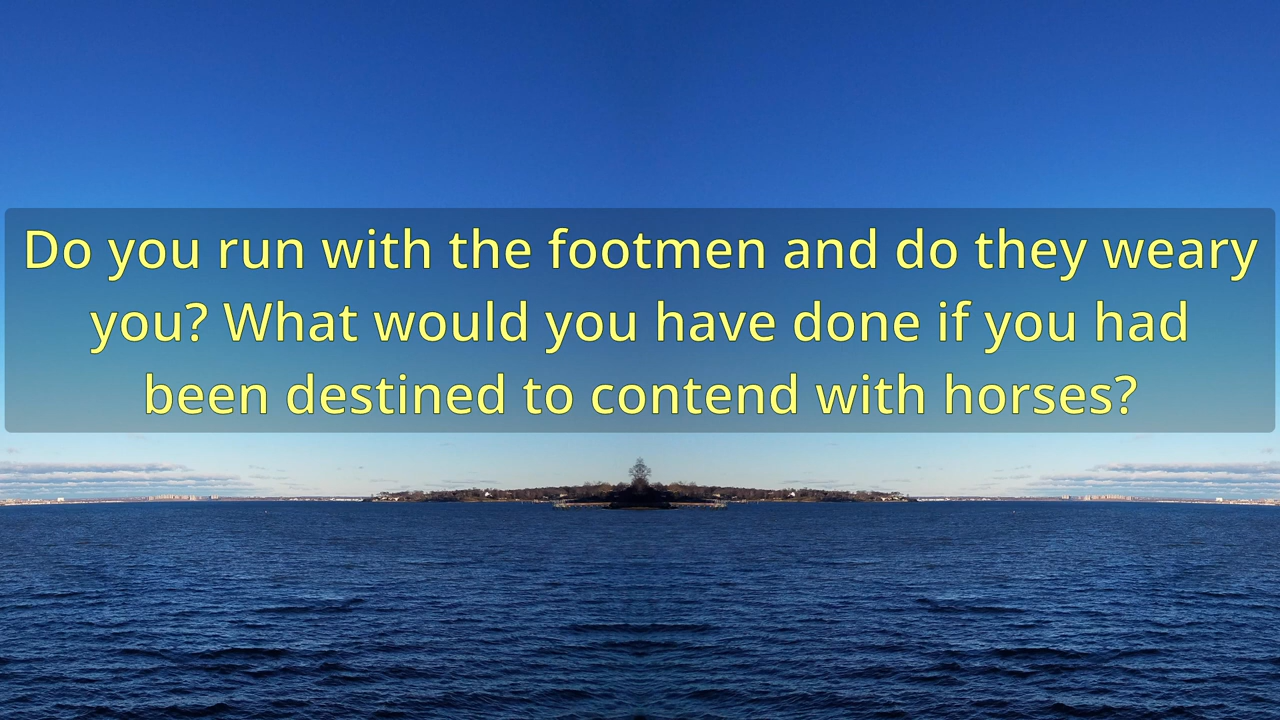 Do you run with the footmen and do they weary
you? What would you have done if you had
been destined to contend with horses?